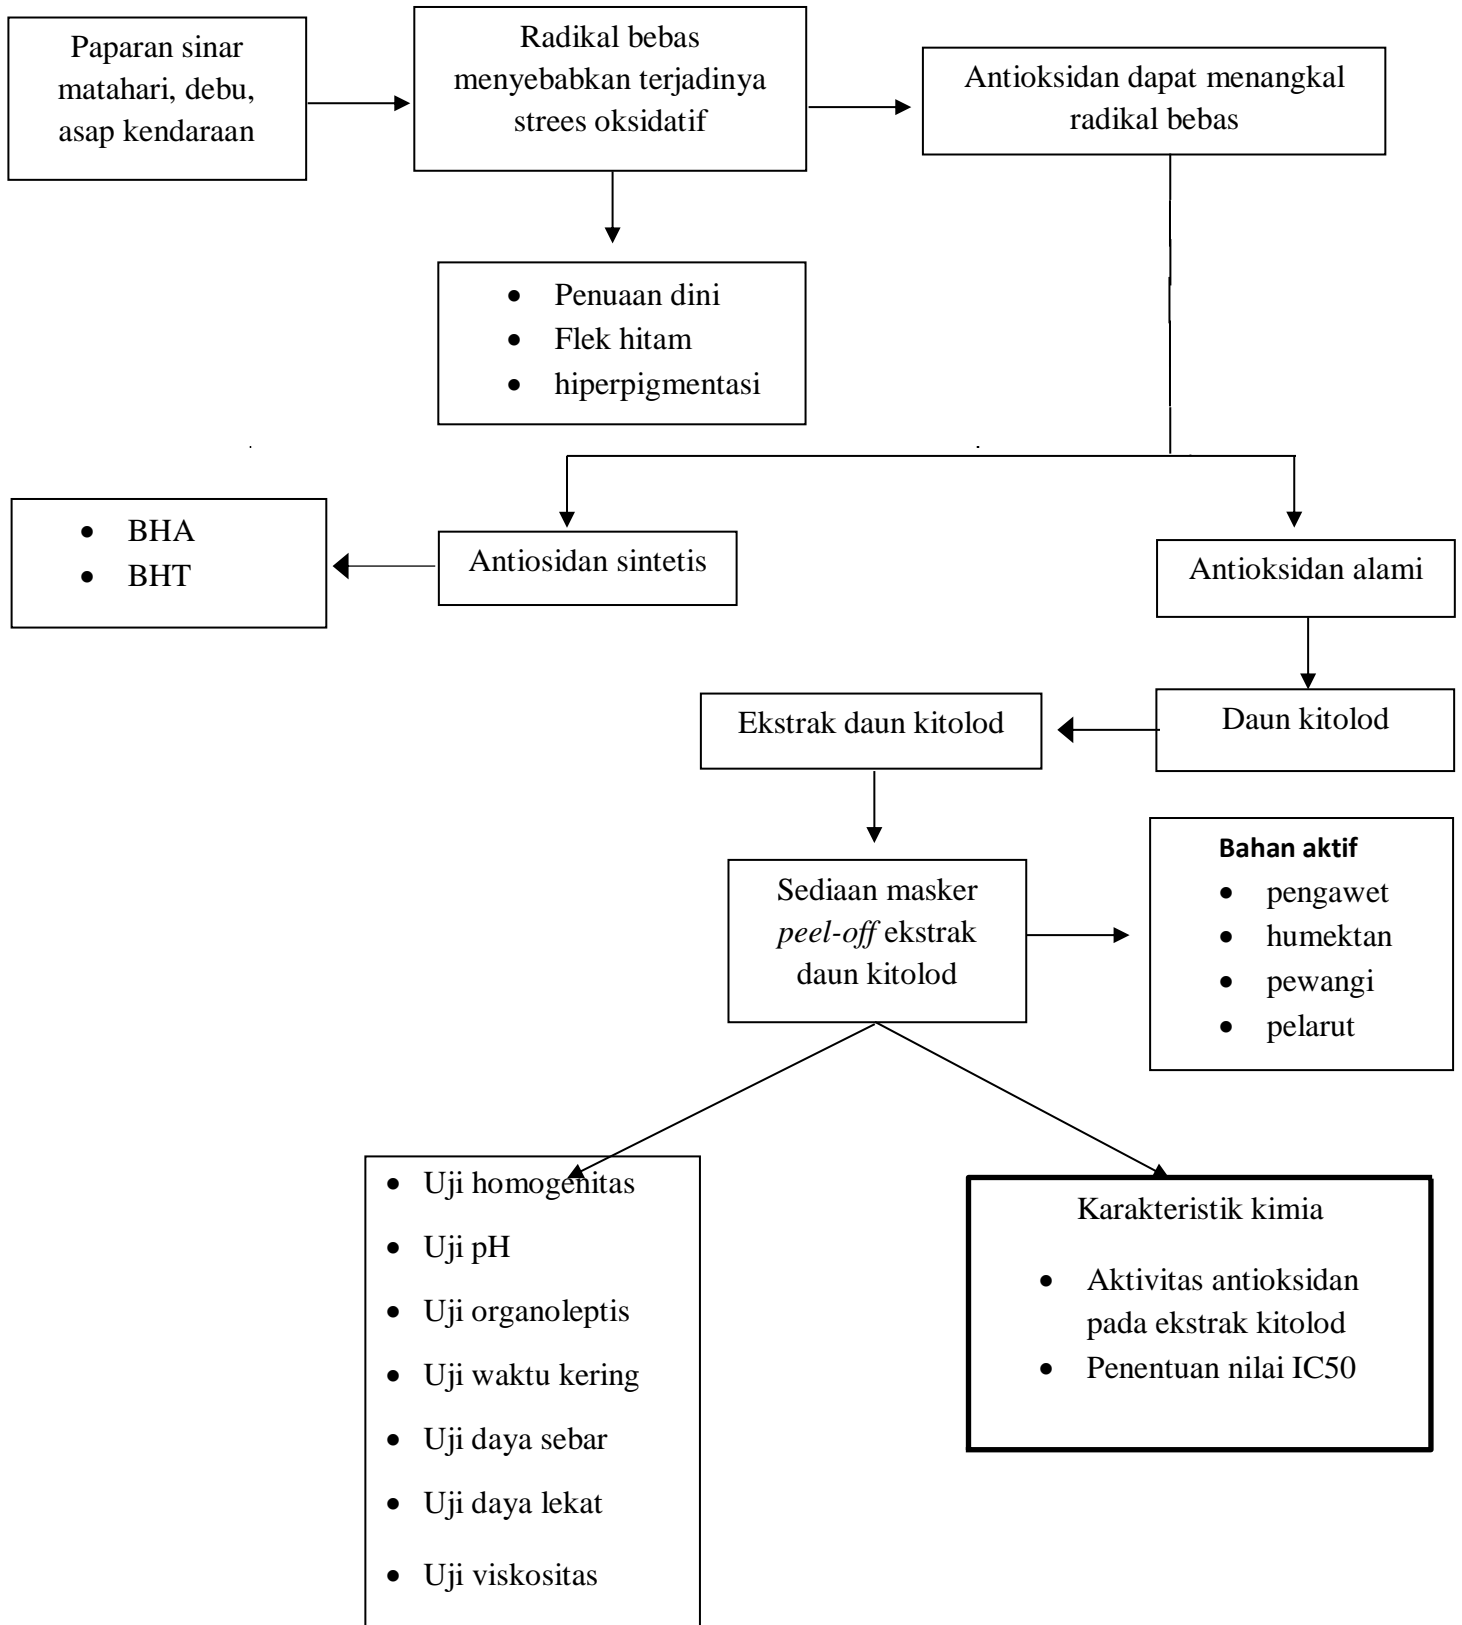 Paparan sinar
matahari, debu,
asap kendaraan
Radikal bebas
menyebabkan terjadinya
strees oksidatif
Antioksidan dapat menangkal
radikal bebas
• Penuaan dini
• Flek hitam
• hiperpigmentasi
• BHA
• BHT
Antiosidan sintetis
Antioksidan alami
Ekstrak daun kitolod
Daun kitolod
Sediaan masker
peel-off ekstrak
daun kitolod
Bahan aktif
• pengawet
• humektan
• pewangi
• pelarut
• Uji homogenitas
• Uji pH
• Uji organoleptis
• Uji waktu kering
• Uji daya sebar
• Uji daya lekat
• Uji viskositas
Karakteristik kimia
• Aktivitas antioksidan
pada ekstrak kitolod
• Penentuan nilai IC50